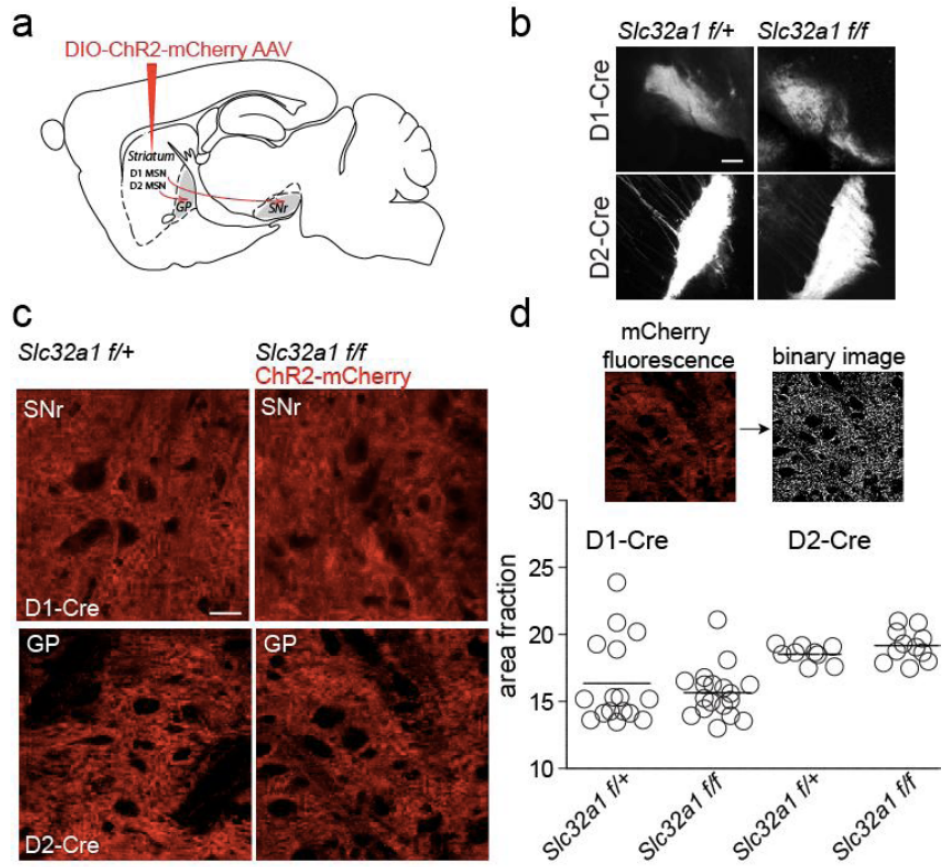 a
DIO-ChR2-mCherry AAV
Striatum
D1 MSN
D2 MSN
GP
SNr
b
Slc32a1 f/+
Slc32a1 f/f
D1-Cre
D2-Cre
c
Slc32a1 f/+
Slc32a1 f/f
ChR2-mCherry
SNr
SNr
D1-Cre
GP
GP
D2-Cre
d
mCherry
fluorescence
binary image
30
25
20
15
10
area fraction
D1-Cre
D2-Cre
Slc32a1 f/+
Slc32a1 f/f
Slc32a1 f/+
Slc32a1 f/f